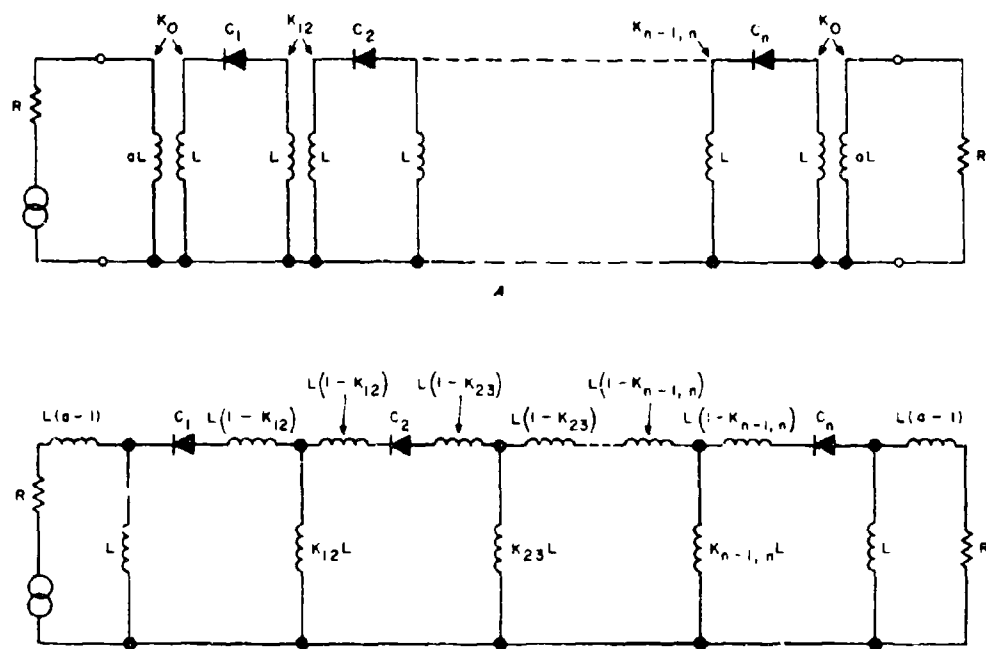 K0 C1 K12 C2 Kn-1, n Cn K0
R aL L L L L L L aL R
A
L(1-K12) L(1-K23) L(1-Kn-1, n)
L(a-1) C1 L(1-K12) C2 L(1-K23) L(1-Kn-1, n) Cn L(a-1)
R L K12L K23L Kn-1, nL L R